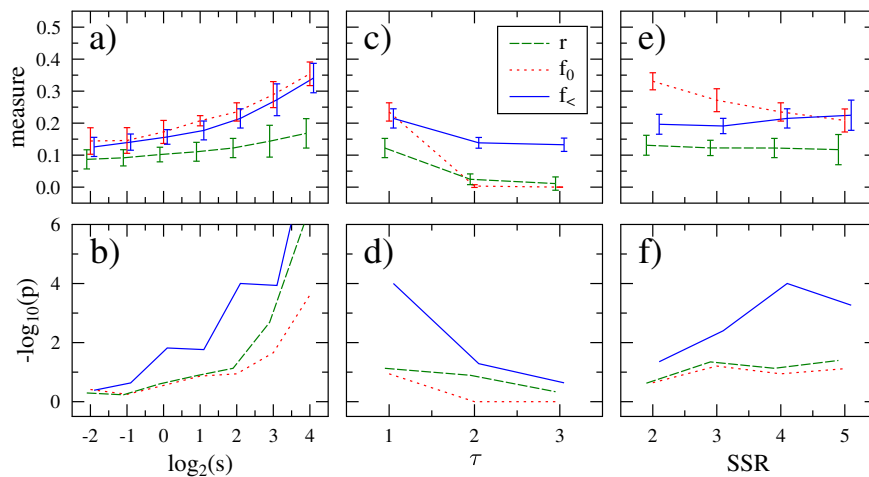 a)
c)
e)
r
f0
f<
measure
0.5
0.4
0.3
0.2
0.1
0.0
b)
d)
f)
-log10(p)
6
4
2
0
-2 -1 0 1 2 3 4
1 2 3
2 3 4 5
log2(s)
τ
SSR